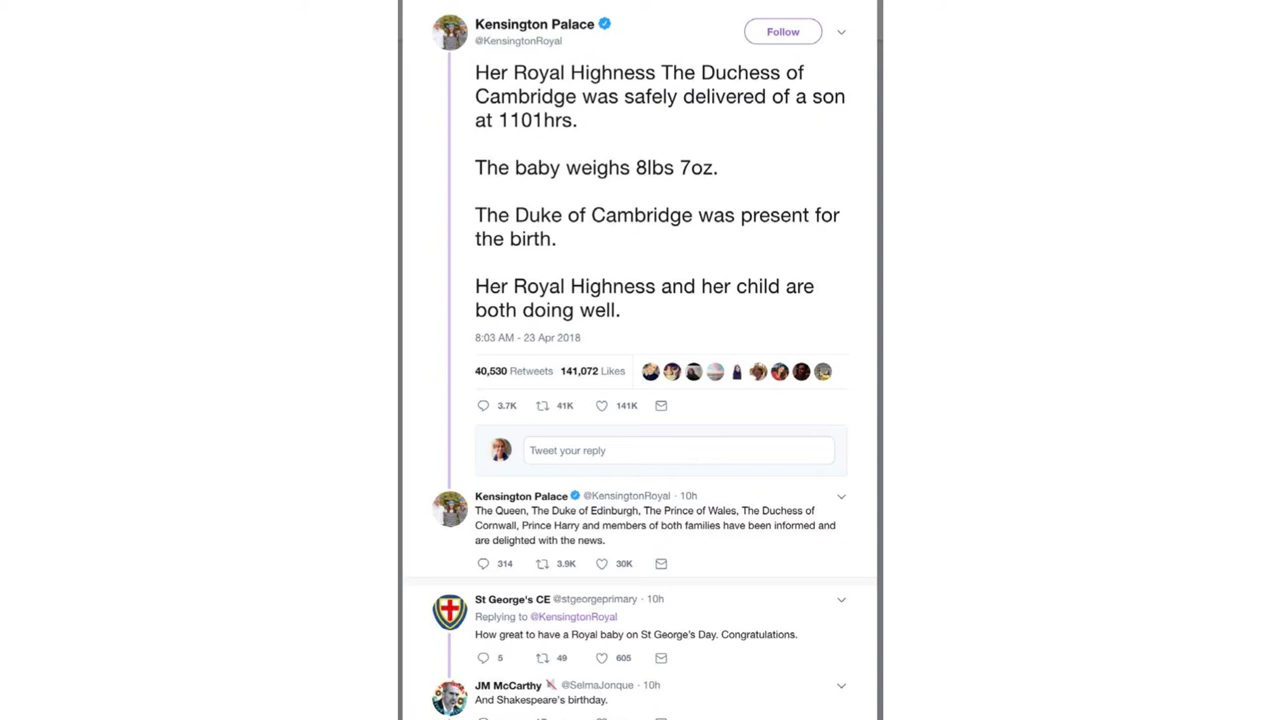 Kensington Palace
@KensingtonRoyal
Follow
Her Royal Highness The Duchess of
Cambridge was safely delivered of a son
at 1101hrs.
The baby weighs 8lbs 7oz.
The Duke of Cambridge was present for
the birth.
Her Royal Highness and her child are
both doing well.
8:03 AM - 23 Apr 2018
40,530 Retweets 141,072 Likes
3.7K 41K 141K
Tweet your reply
Kensington Palace @KensingtonRoyal · 10h
The Queen, The Duke of Edinburgh, The Prince of Wales, The Duchess of
Cornwall, Prince Harry and members of both families have been informed and
are delighted with the news.
314 3.9K 30K
St George's CE @stgeorgeprimary · 10h
Replying to @KensingtonRoyal
How great to have a Royal baby on St George's Day. Congratulations.
5 49 605
JM McCarthy @SelmaJonque · 10h
And Shakespeare's birthday.